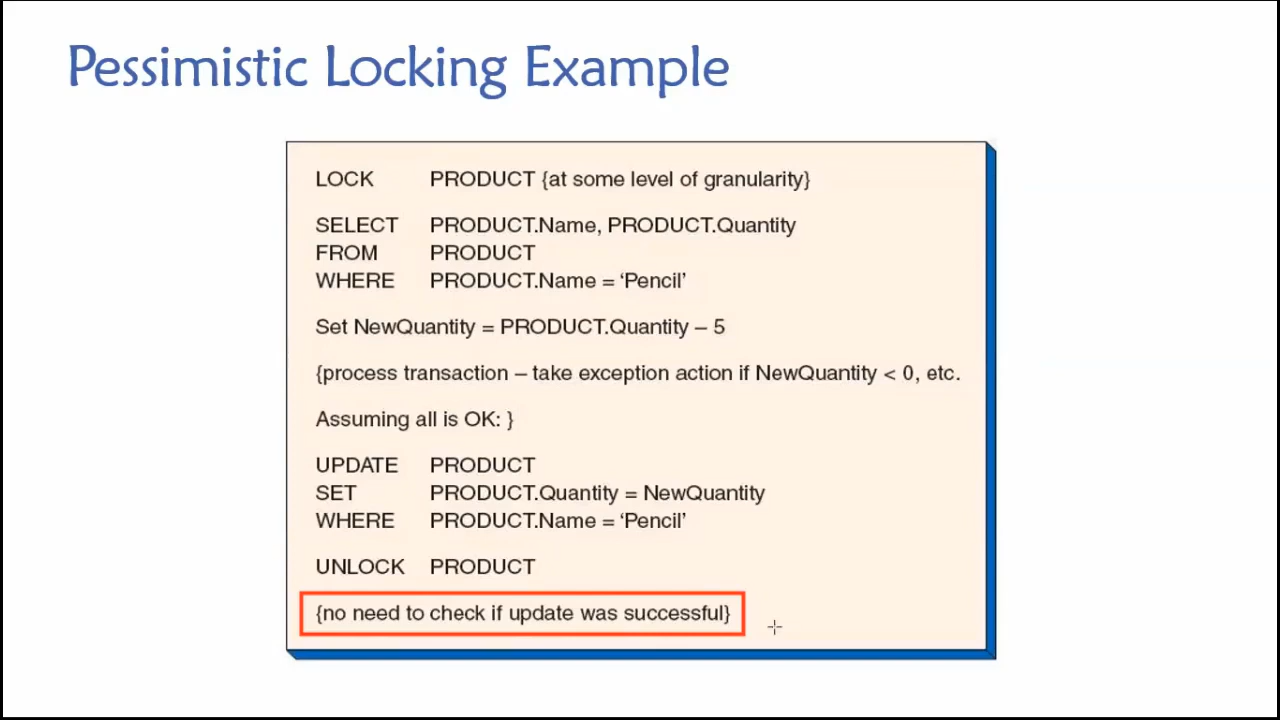 Pessimistic Locking Example
LOCK PRODUCT {at some level of granularity}
SELECT PRODUCT.Name, PRODUCT.Quantity
FROM PRODUCT
WHERE PRODUCT.Name = ‘Pencil’
Set NewQuantity = PRODUCT.Quantity – 5
{process transaction – take exception action if NewQuantity < 0, etc.
Assuming all is OK: }
UPDATE PRODUCT
SET PRODUCT.Quantity = NewQuantity
WHERE PRODUCT.Name = ‘Pencil’
UNLOCK PRODUCT
{no need to check if update was successful}